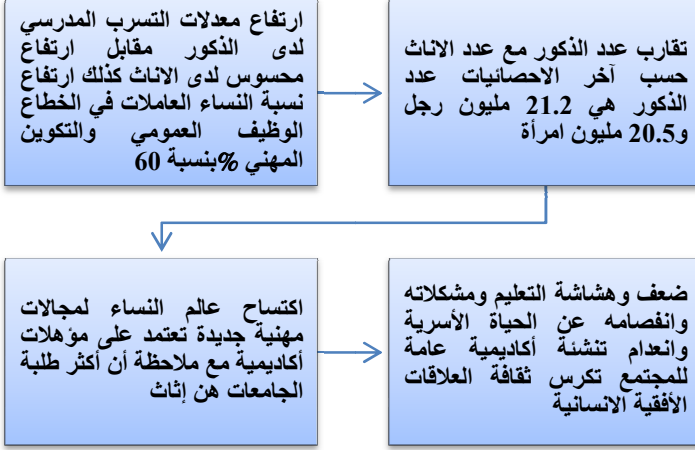 ارتفاع معدلات التسرب المدرسي
لدى الذكور مقابل ارتفاع
محسوس لدى الاناث كذلك ارتفاع
نسبة النساء العاملات في الخطاع
الوظيف العمومي والتكوين
المهني %بنسبة 60
تقارب عدد الذكور مع عدد الاناث
حسب آخر الاحصائيات عدد
الذكور هي 21.2 مليون رجل
و20.5 مليون امرأة
اكتساح عالم النساء لمجالات
مهنية جديدة تعتمد على مؤهلات
أكاديمية مع ملاحظة أن أكثر طلبة
الجامعات هن إثاث
ضعف وهشاشة التعليم ومشكلاته
وانفصامه عن الحياة الأسرية
وانعدام تنشئة أكاديمية عامة
للمجتمع تكرس ثقافة العلاقات
الأفقية الانسانية